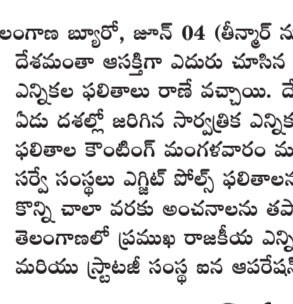 లంగాణ బ్యూరో, జూన్ 04 (తీన్మార్
దేశమంతా ఆసక్తిగా ఎదురు చూసిన
ఎన్నికల ఫలితాలు రానే వచ్చాయి. దే
ఏడు దశల్లో జరిగిన సార్వత్రిక ఎన్నిక
ఫలితాల కౌంటింగ్ మంగళవారం మ
సర్వే సంస్థలు ఎగ్జిట్ పోల్స్ ఫలితాలన
కొన్ని చాలా వరకు అంచనాలను తప
తెలంగాణలో ప్రముఖ రాజకీయ ఎన్ని
మరియు స్ట్రాటజీ సంస్థ ఐన ఆపరేషన్